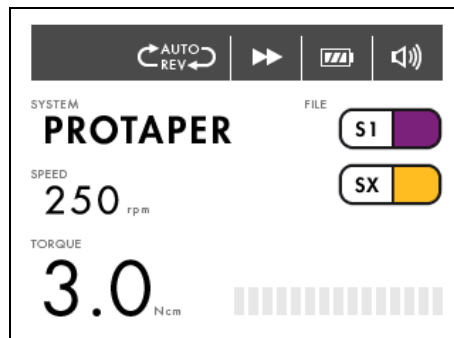 AUTO
REV
SYSTEM
FILE
PROTAPER
S1
SPEED
SX
250 rpm
TORQUE
3.0 Ncm